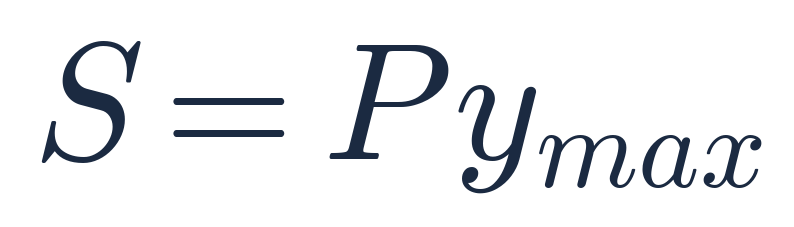 S = Py_{max}